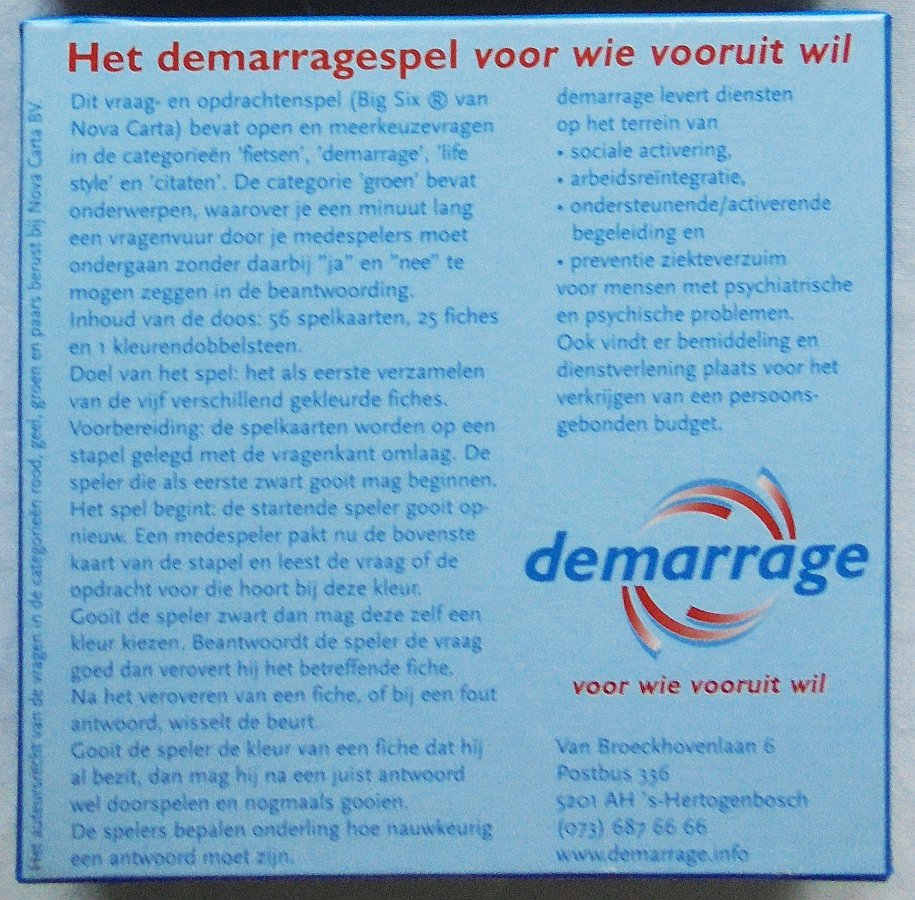 Het demarragespel voor wie vooruit wil
Dit vraag- en opdrachtenspel (Big Six ® van
Nova Carta) bevat open en meerkeuzevragen
in de categorieën 'fietsen', 'demarrage', 'life
style' en 'citaten'. De categorie 'groen' bevat
onderwerpen, waarover je een minuut lang
een vragenvuur door je medespelers moet
ondergaan zonder daarbij "ja" en "nee" te
mogen zeggen in de beantwoording.
Inhoud van de doos: 56 spelkaarten, 25 fiches
en 1 kleurendobbelsteen.
Doel van het spel: het als eerste verzamelen
van de vijf verschillend gekleurde fiches.
Voorbereiding: de spelkaarten worden op een
stapel gelegd met de vragenkant omlaag. De
speler die als eerste zwart gooit mag beginnen.
Het spel begint: de startende speler gooit op-
nieuw. Een medespeler pakt nu de bovenste
kaart van de stapel en leest de vraag of de
opdracht voor die hoort bij deze kleur.
Gooit de speler zwart dan mag deze zelf een
kleur kiezen. Beantwoordt de speler de vraag
goed dan verovert hij het betreffende fiche.
Na het veroveren van een fiche, of bij een fout
antwoord, wisselt de beurt.
Gooit de speler de kleur van een fiche dat hij
al bezit, dan mag hij na een juist antwoord
wel doorspelen en nogmaals gooien.
De spelers bepalen onderling hoe nauwkeurig
een antwoord moet zijn.
demarrage levert diensten
op het terrein van
• sociale activering,
• arbeidsreïntegratie,
• ondersteunende/activerende
begeleiding en
• preventie ziekteverzuim
voor mensen met psychiatrische
en psychische problemen.
Ook vindt er bemiddeling en
dienstverlening plaats voor het
verkrijgen van een persoons-
gebonden budget.
demarrage
voor wie vooruit wil
Van Broeckhovenlaan 6
Postbus 336
5201 AH 's-Hertogenbosch
(073) 687 66 66
www.demarrage.info
Het auteursrecht van de vragen in de categorieën rood, geel, groen en paars berust bij Nova Carta BV.